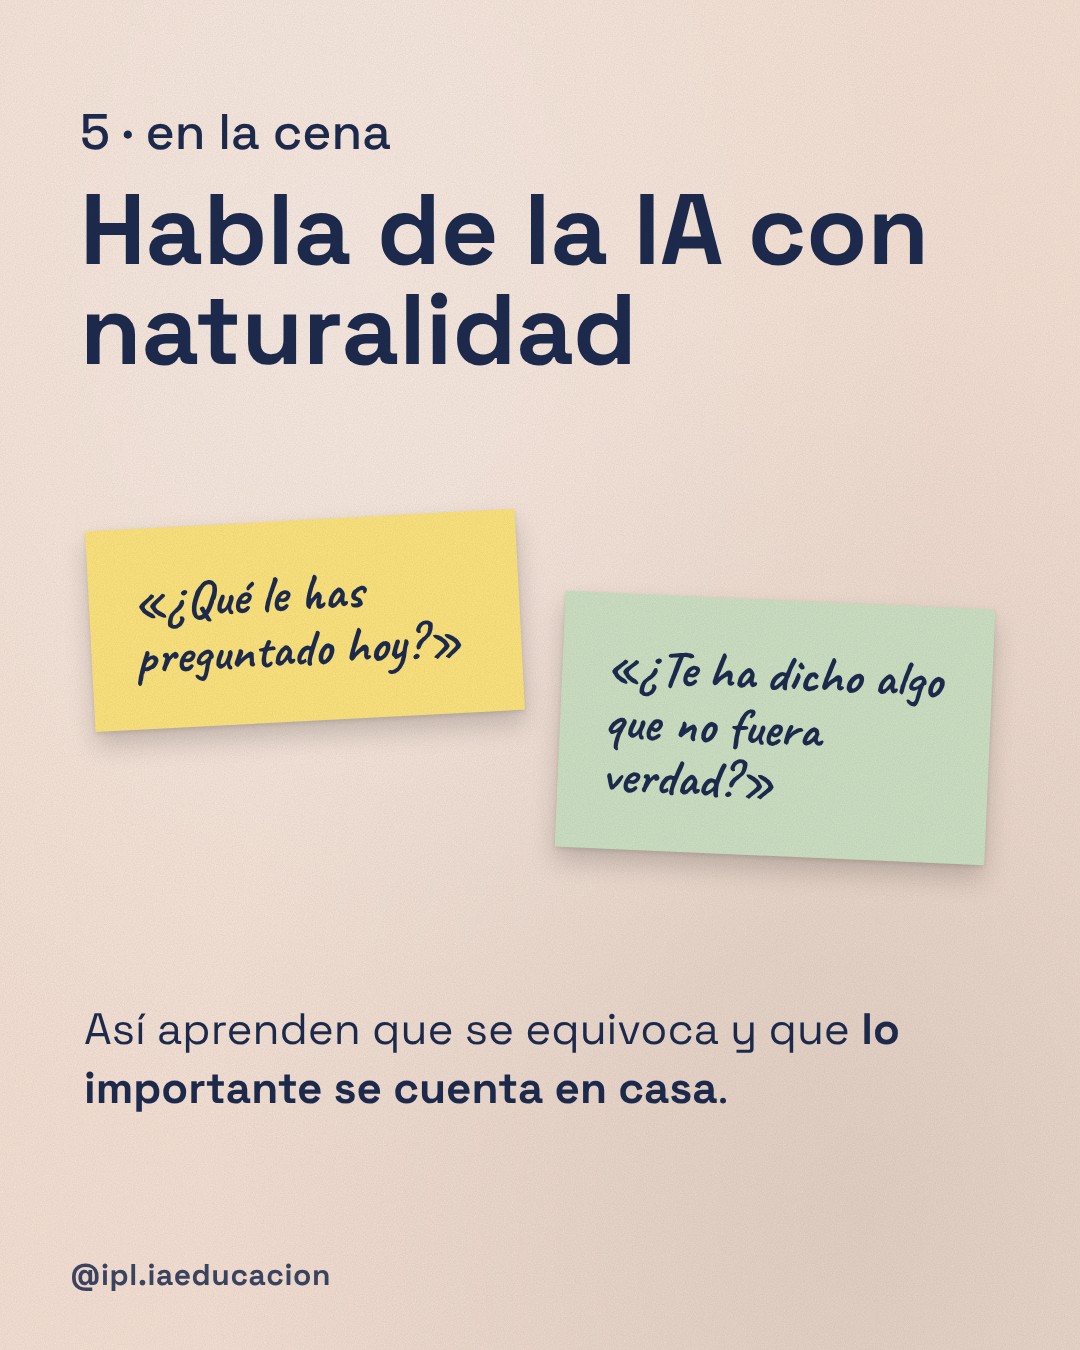 5 · en la cena
Habla de la IA con
naturalidad
«¿Qué le has
preguntado hoy?»
«¿Te ha dicho algo
que no fuera
verdad?»
Así aprenden que se equivoca y que lo
importante se cuenta en casa.
@ipl.iaeducacion